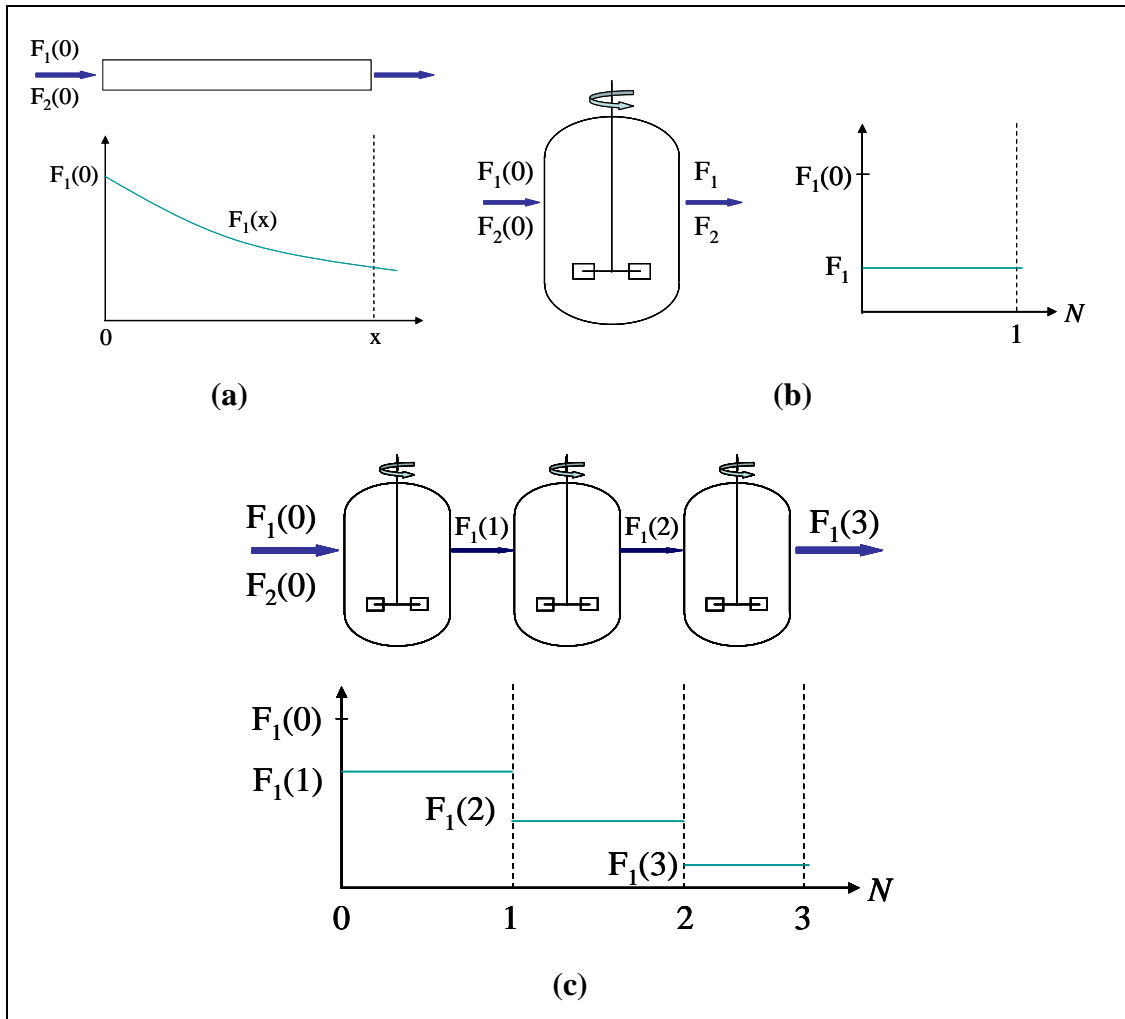 F₁(0)
F₂(0)
F₁(0)
F₁(x)
0
x
(a)
F₁(0)
F₂(0)
F₁
F₂
F₁(0)
F₁
N
1
(b)
F₁(0)
F₂(0)
F₁(1)
F₁(2)
F₁(3)
F₁(0)
F₁(1)
F₁(2)
F₁(3)
N
0 1 2 3
(c)